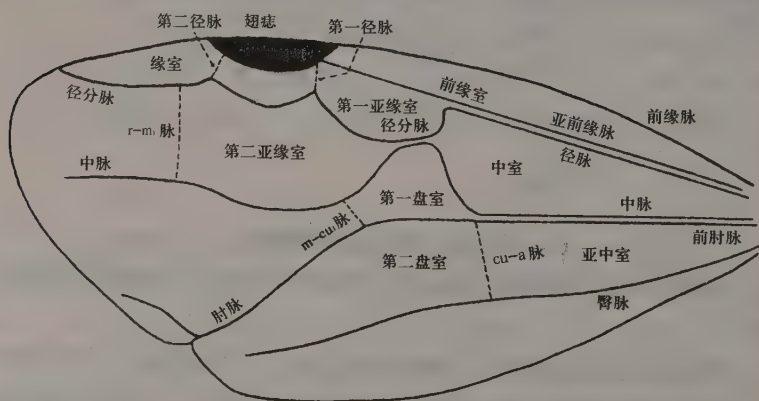 第二径脉
翅痣
第一径脉
缘室
径分脉
第一亚缘室
径分脉
前缘室
亚前缘脉
前缘脉
径脉
r-m₁脉
第二亚缘室
中室
中脉
第一盘室
中脉
m-cu₁脉
前肘脉
第二盘室
cu-a脉
亚中室
肘脉
臀脉